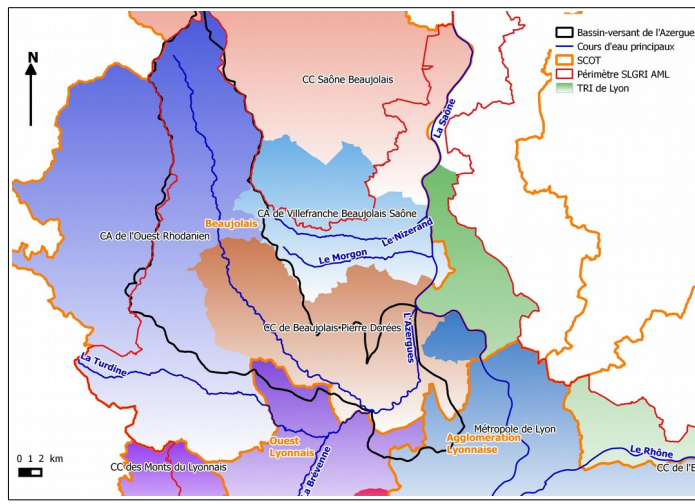 N
Bassin-versant de l'Azergues
Cours d'eau principaux
SCOT
Périmètre SLGRI AML
TRI de Lyon
CC Saône Beaujolais
La Saône
CA de Villefranche Beaujolais Saône
Beaujolais
CA de l'Ouest Rhodanien
Le Nizerand
Le Morgon
CC de Beaujolais Pierre Dorées
L'Azergues
La Turdine
Ouest
Lyonnais
Agglomération
Lyonnaise
Métropole de Lyon
CC des Monts du Lyonnais
La Brévenne
Le Rhône
CC de l'E
0 1 2 km